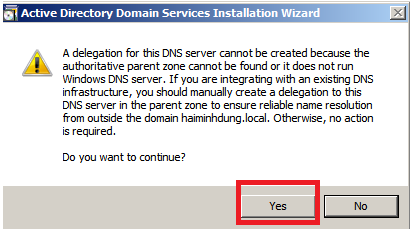 Active Directory Domain Services Installation Wizard
A delegation for this DNS server cannot be created because the
authoritative parent zone cannot be found or it does not run
Windows DNS server. If you are integrating with an existing DNS
infrastructure, you should manually create a delegation to this
DNS server in the parent zone to ensure reliable name resolution
from outside the domain haiminhdung.local. Otherwise, no action
is required.
Do you want to continue?
Yes No